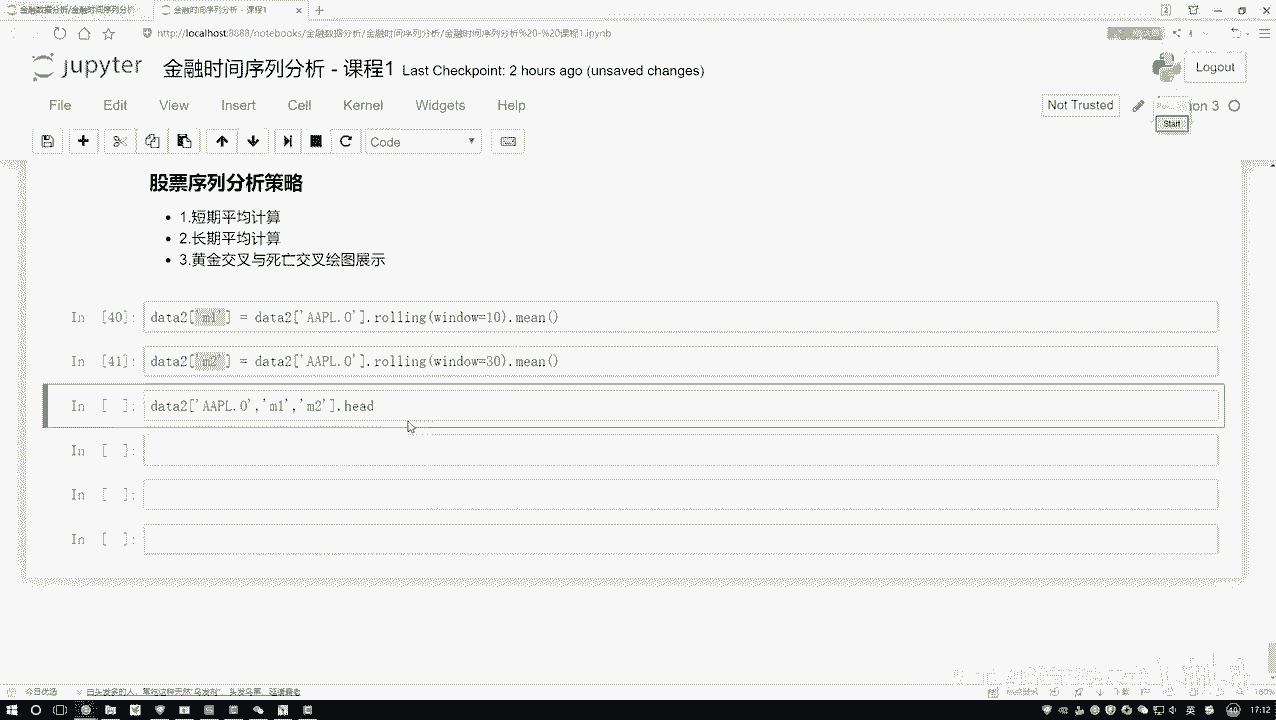 金融数据分析/金融时间序列分析
金融时间序列分析 - 课程1
http://localhost:8888/notebooks/金融数据分析/金融时间序列分析/金融时间序列分析%20-%20课程1.ipynb
jupyter 金融时间序列分析 - 课程1 Last Checkpoint: 2 hours ago (unsaved changes)
Logout
File Edit View Insert Cell Kernel Widgets Help
Not Trusted
on 3
Start
Code
股票序列分析策略
1.短期平均计算
2.长期平均计算
3.黄金交叉与死亡交叉绘图展示
In [40]: data2['m1'] = data2['AAPL.O'].rolling(window=10).mean()
In [41]: data2['m2'] = data2['AAPL.O'].rolling(window=30).mean()
In [ ]: data2['AAPL.O','m1','m2'].head
In [ ]:
In [ ]:
In [ ]:
今日优选
160%
英
17:12